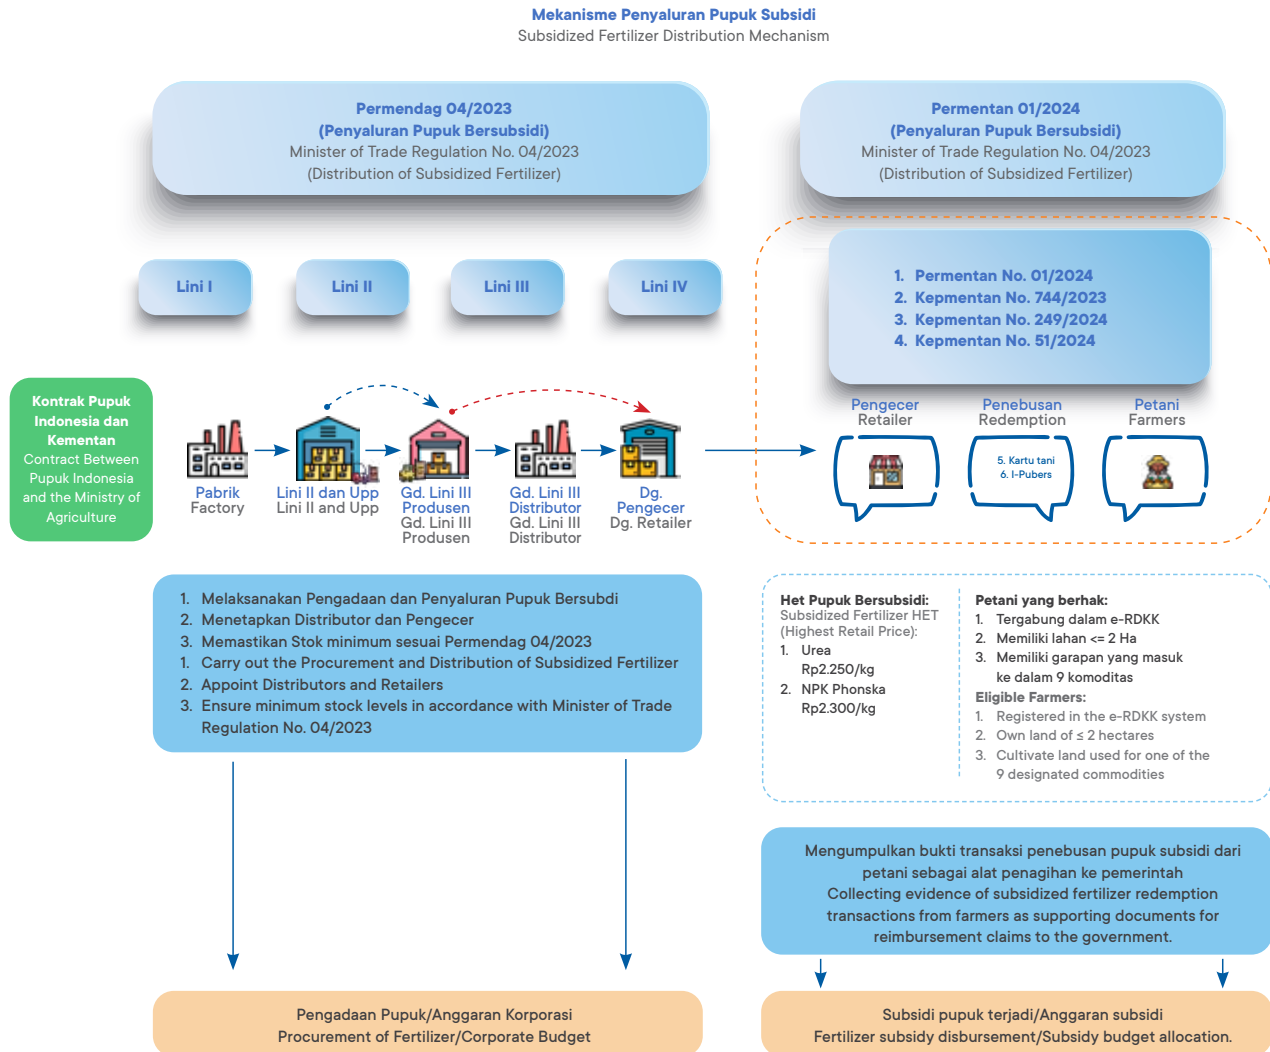 Mekanisme Penyaluran Pupuk Subsidi
Subsidized Fertilizer Distribution Mechanism
Permendag 04/2023
(Penyaluran Pupuk Bersubsidi)
Minister of Trade Regulation No. 04/2023
(Distribution of Subsidized Fertilizer)
Permentan 01/2024
(Penyaluran Pupuk Bersubsidi)
Minister of Trade Regulation No. 04/2023
(Distribution of Subsidized Fertilizer)
Lini I
Lini II
Lini III
Lini IV
1. Permentan No. 01/2024
2. Kepmentan No. 744/2023
3. Kepmentan No. 249/2024
4. Kepmentan No. 51/2024
Kontrak Pupuk
Indonesia dan
Kementan
Contract Between
Pupuk Indonesia
and the Ministry of
Agriculture
Pabrik
Factory
Lini II dan Upp
Lini II and Upp
Gd. Lini III
Produsen
Gd. Lini III
Produsen
Gd. Lini III
Distributor
Gd. Lini III
Distributor
Dg.
Pengecer
Dg. Retailer
Pengecer
Retailer
Penebusan
Redemption
5. Kartu tani
6. I-Pubers
Petani
Farmers
1. Melaksanakan Pengadaan dan Penyaluran Pupuk Bersubdi
2. Menetapkan Distributor dan Pengecer
3. Memastikan Stok minimum sesuai Permendag 04/2023
1. Carry out the Procurement and Distribution of Subsidized Fertilizer
2. Appoint Distributors and Retailers
3. Ensure minimum stock levels in accordance with Minister of Trade
Regulation No. 04/2023
Het Pupuk Bersubsidi:
Subsidized Fertilizer HET
(Highest Retail Price):
1. Urea
Rp2.250/kg
2. NPK Phonska
Rp2.300/kg
Petani yang berhak:
1. Tergabung dalam e-RDKK
2. Memiliki lahan <= 2 Ha
3. Memiliki garapan yang masuk
ke dalam 9 komoditas
Eligible Farmers:
1. Registered in the e-RDKK system
2. Own land of ≤ 2 hectares
3. Cultivate land used for one of the
9 designated commodities
Mengumpulkan bukti transaksi penebusan pupuk subsidi dari
petani sebagai alat penagihan ke pemerintah
Collecting evidence of subsidized fertilizer redemption
transactions from farmers as supporting documents for
reimbursement claims to the government.
Pengadaan Pupuk/Anggaran Korporasi
Procurement of Fertilizer/Corporate Budget
Subsidi pupuk terjadi/Anggaran subsidi
Fertilizer subsidy disbursement/Subsidy budget allocation.